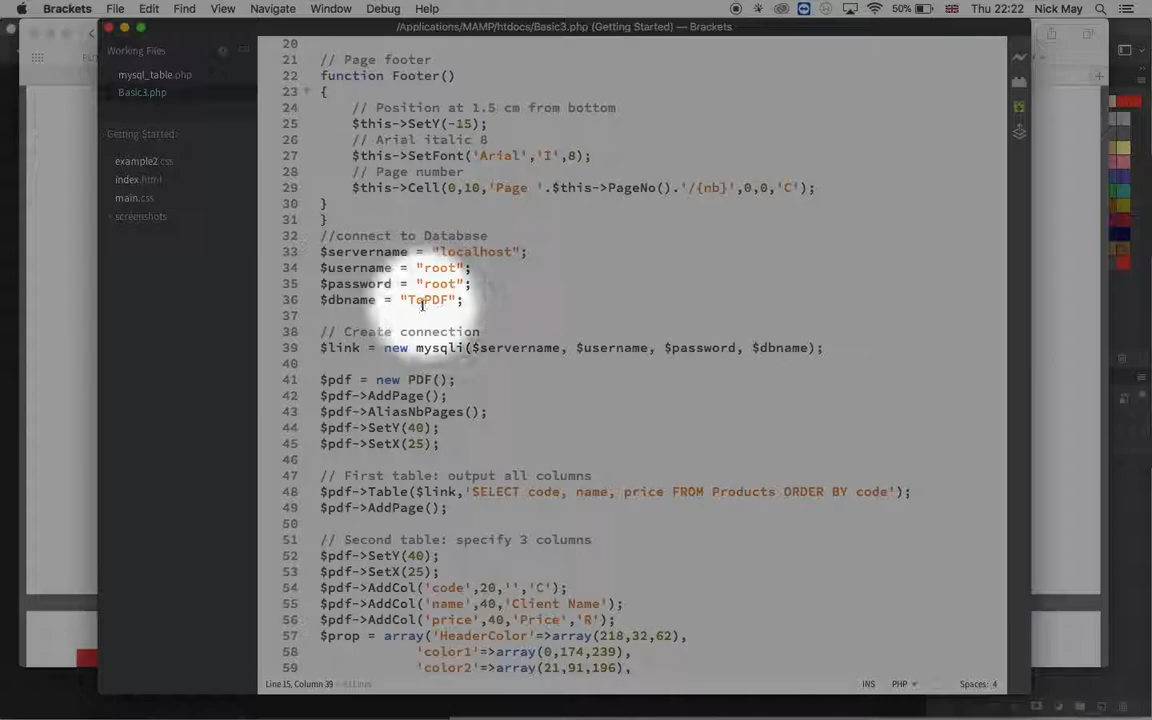 Brackets File Edit Find View Navigate Window Debug Help 50% Thu 22:22 Nick May
/Applications/MAMP/htdocs/Basic3.php (Getting Started) — Brackets
Working Files
mysql_table.php
Basic3.php
Getting Started
example2.css
index.html
main.css
screenshots
20
21 // Page footer
22 function Footer()
23 {
24 // Position at 1.5 cm from bottom
25 $this->SetY(-15);
26 // Arial italic 8
27 $this->SetFont('Arial','I',8);
28 // Page number
29 $this->Cell(0,10,'Page '.$this->PageNo().'/{nb}',0,0,'C');
30 }
31 }
32 //connect to Database
33 $servername = "localhost";
34 $username = "root";
35 $password = "root";
36 $dbname = "ToPDF";
37
38 // Create connection
39 $link = new mysqli($servername, $username, $password, $dbname);
40
41 $pdf = new PDF();
42 $pdf->AddPage();
43 $pdf->AliasNbPages();
44 $pdf->SetY(40);
45 $pdf->SetX(25);
46
47 // First table: output all columns
48 $pdf->Table($link,'SELECT code, name, price FROM Products ORDER BY code');
49 $pdf->AddPage();
50
51 // Second table: specify 3 columns
52 $pdf->SetY(40);
53 $pdf->SetX(25);
54 $pdf->AddCol('code',20,'','C');
55 $pdf->AddCol('name',40,'Client Name');
56 $pdf->AddCol('price',40,'Price','R');
57 $prop = array('HeaderColor'=>array(218,32,62),
58 'color1'=>array(0,174,239),
59 'color2'=>array(21,91,196),
Line 15, Column 39 INS PHP Spaces: 4